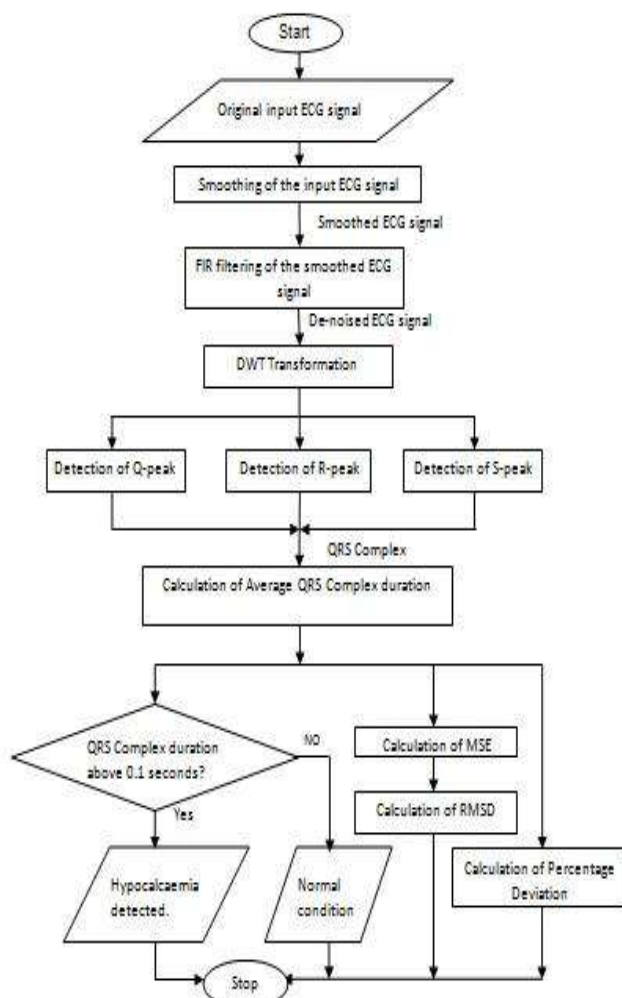 Start
Original input ECG signal
Smoothing of the input ECG signal
Smoothed ECG signal
FIR filtering of the smoothed ECG
signal
De-noised ECG signal
DWT Transformation
Detection of Q-peak
Detection of R-peak
Detection of S-peak
QRS Complex
Calculation of Average QRS Complex duration
QRS Complex duration
above 0.1 seconds?
NO
Yes
Calculation of MSE
Calculation of RMSD
Hypocalcaemia
detected.
Normal
condition
Calculation of Percentage
Deviation
Stop